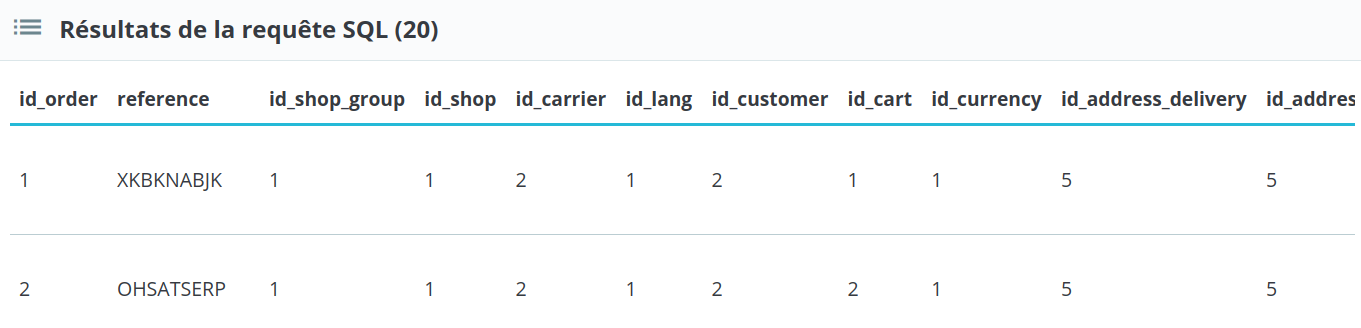 Résultats de la requête SQL (20)
id_order reference id_shop_group id_shop id_carrier id_lang id_customer id_cart id_currency id_address_delivery id_addres
1 XKBKNABJK 1 1 2 1 2 1 1 5 5
2 OHSATSERP 1 1 2 1 2 2 1 5 5